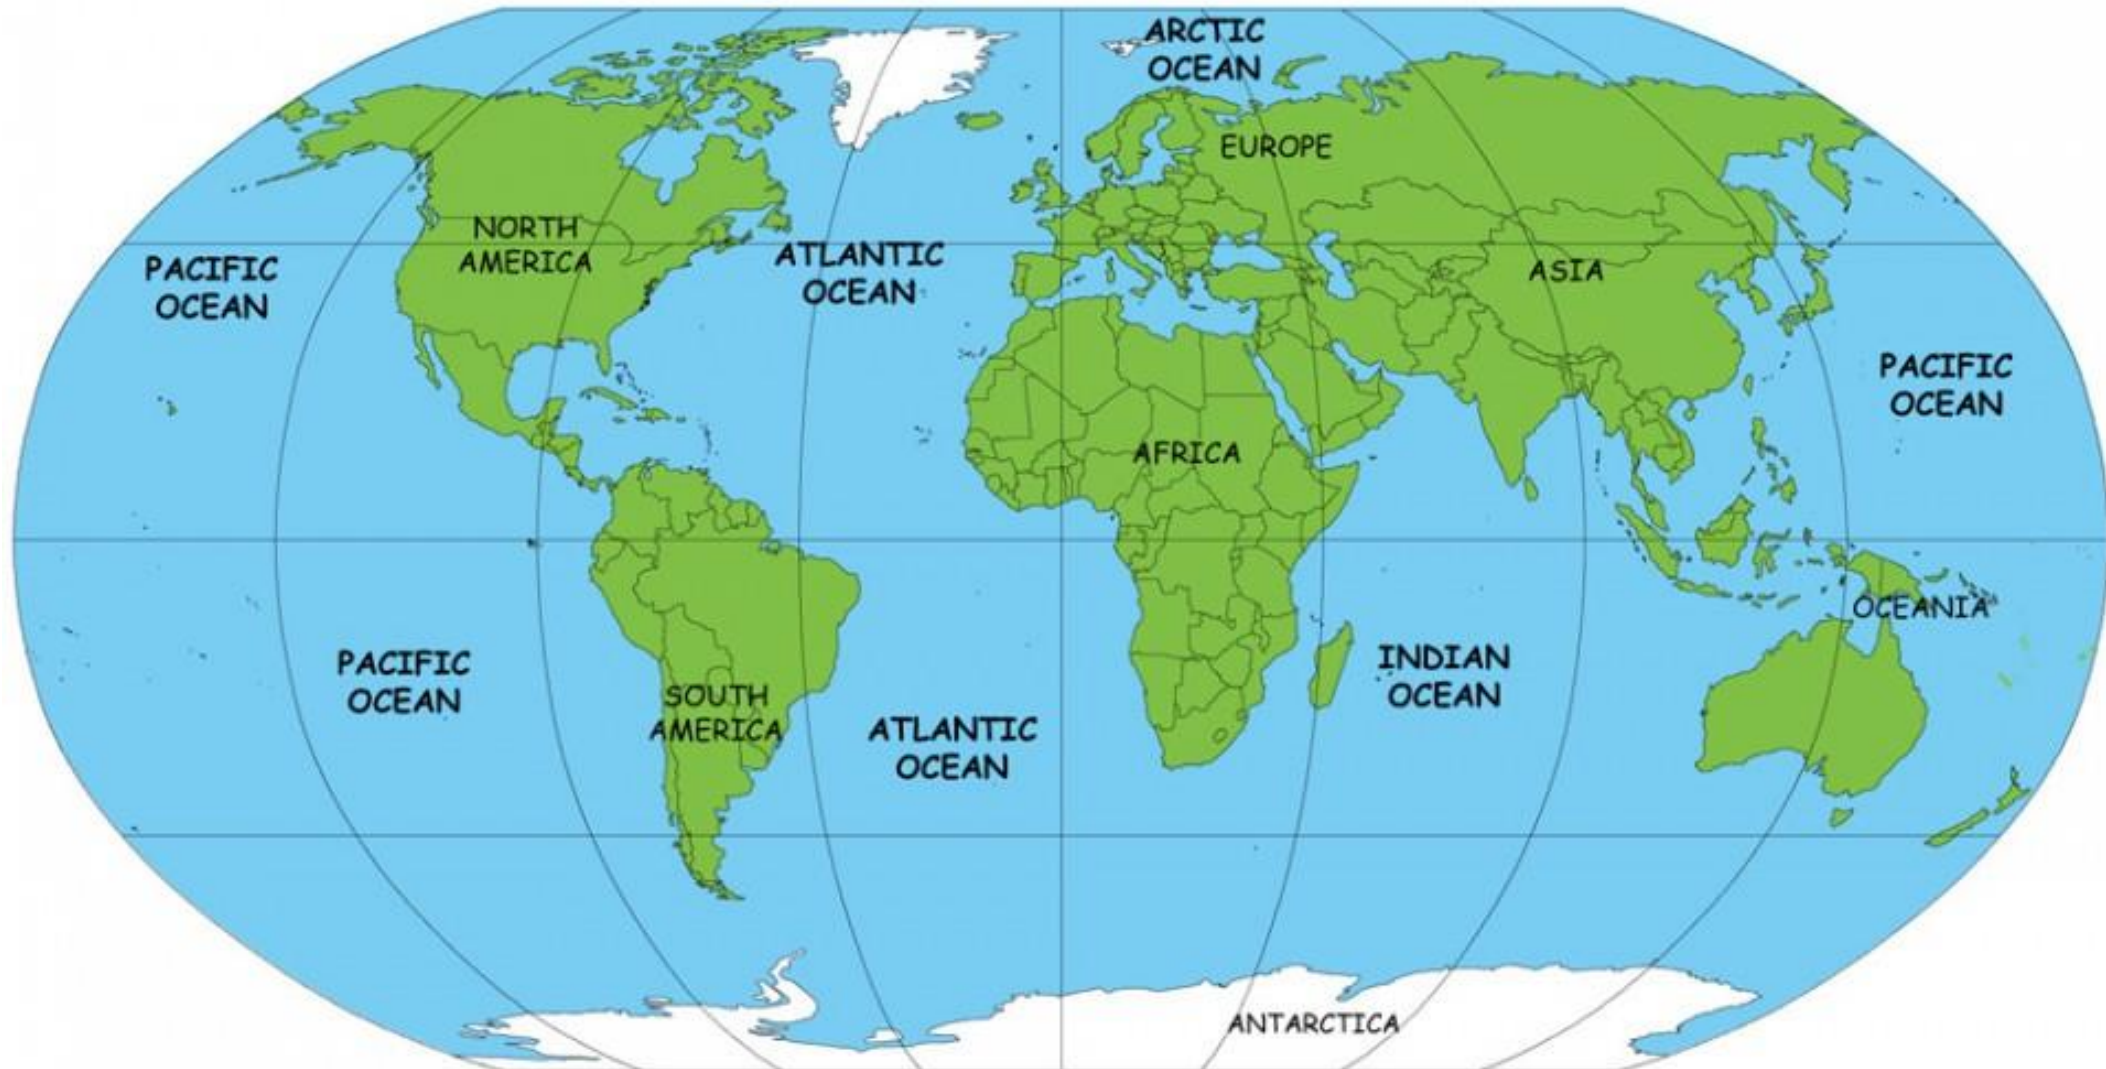 ARCTIC
OCEAN
EUROPE
NORTH
AMERICA
ASIA
PACIFIC
OCEAN
ATLANTIC
OCEAN
PACIFIC
OCEAN
AFRICA
OCEANIA
PACIFIC
OCEAN
INDIAN
OCEAN
SOUTH
AMERICA
ATLANTIC
OCEAN
ANTARCTICA